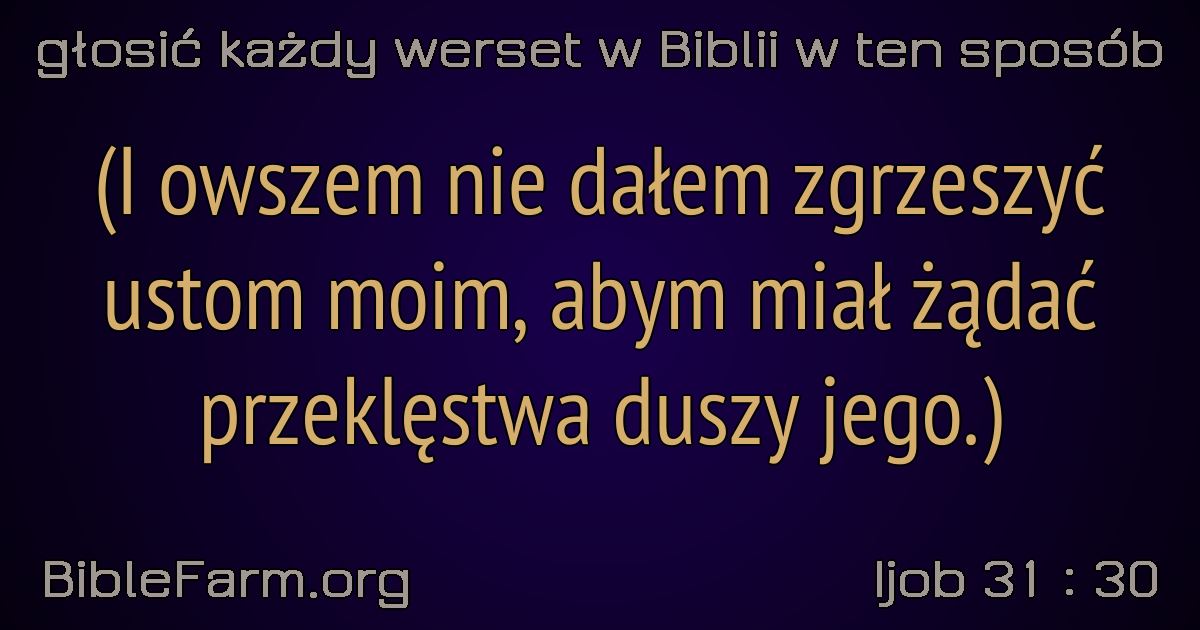 głosić każdy werset w Biblii w ten sposób
(I owszem nie dałem zgrzeszyć
ustom moim, abym miał żądać
przeklęstwa duszy jego.)
BibleFarm.org
Ijob 31 : 30